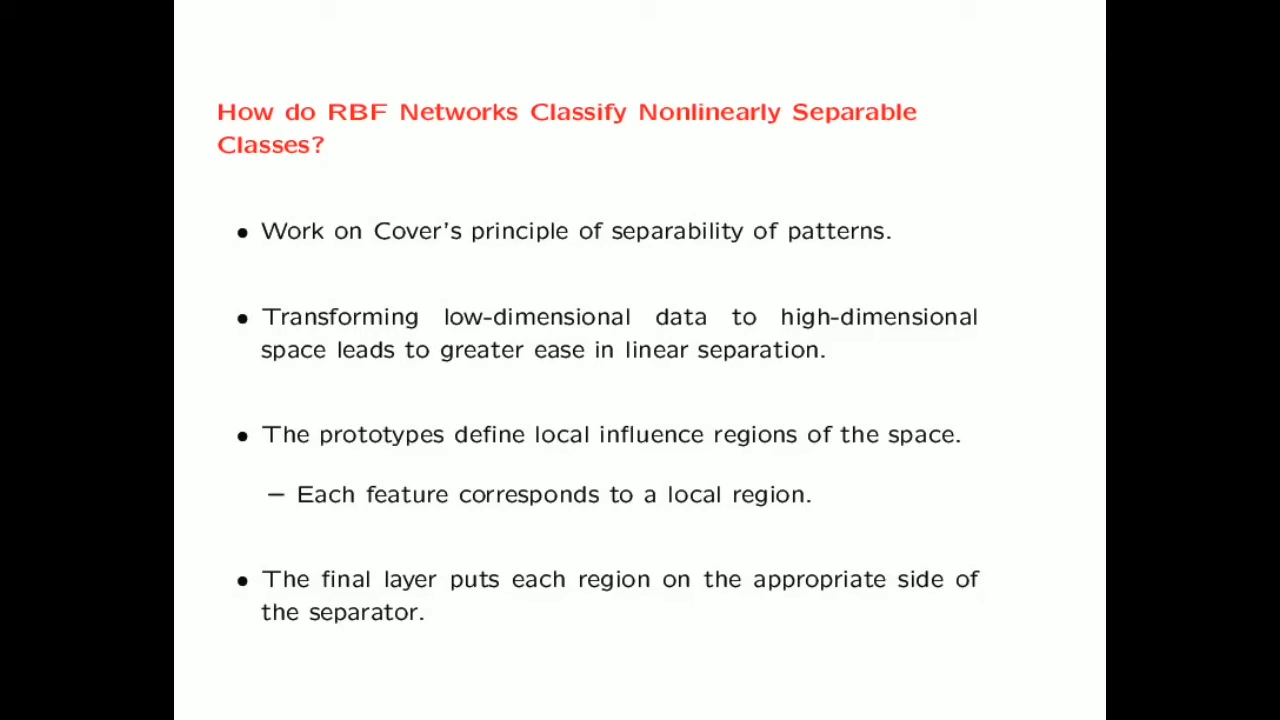 How do RBF Networks Classify Nonlinearly Separable
Classes?
• Work on Cover's principle of separability of patterns.
• Transforming low-dimensional data to high-dimensional
space leads to greater ease in linear separation.
• The prototypes define local influence regions of the space.
– Each feature corresponds to a local region.
• The final layer puts each region on the appropriate side of
the separator.